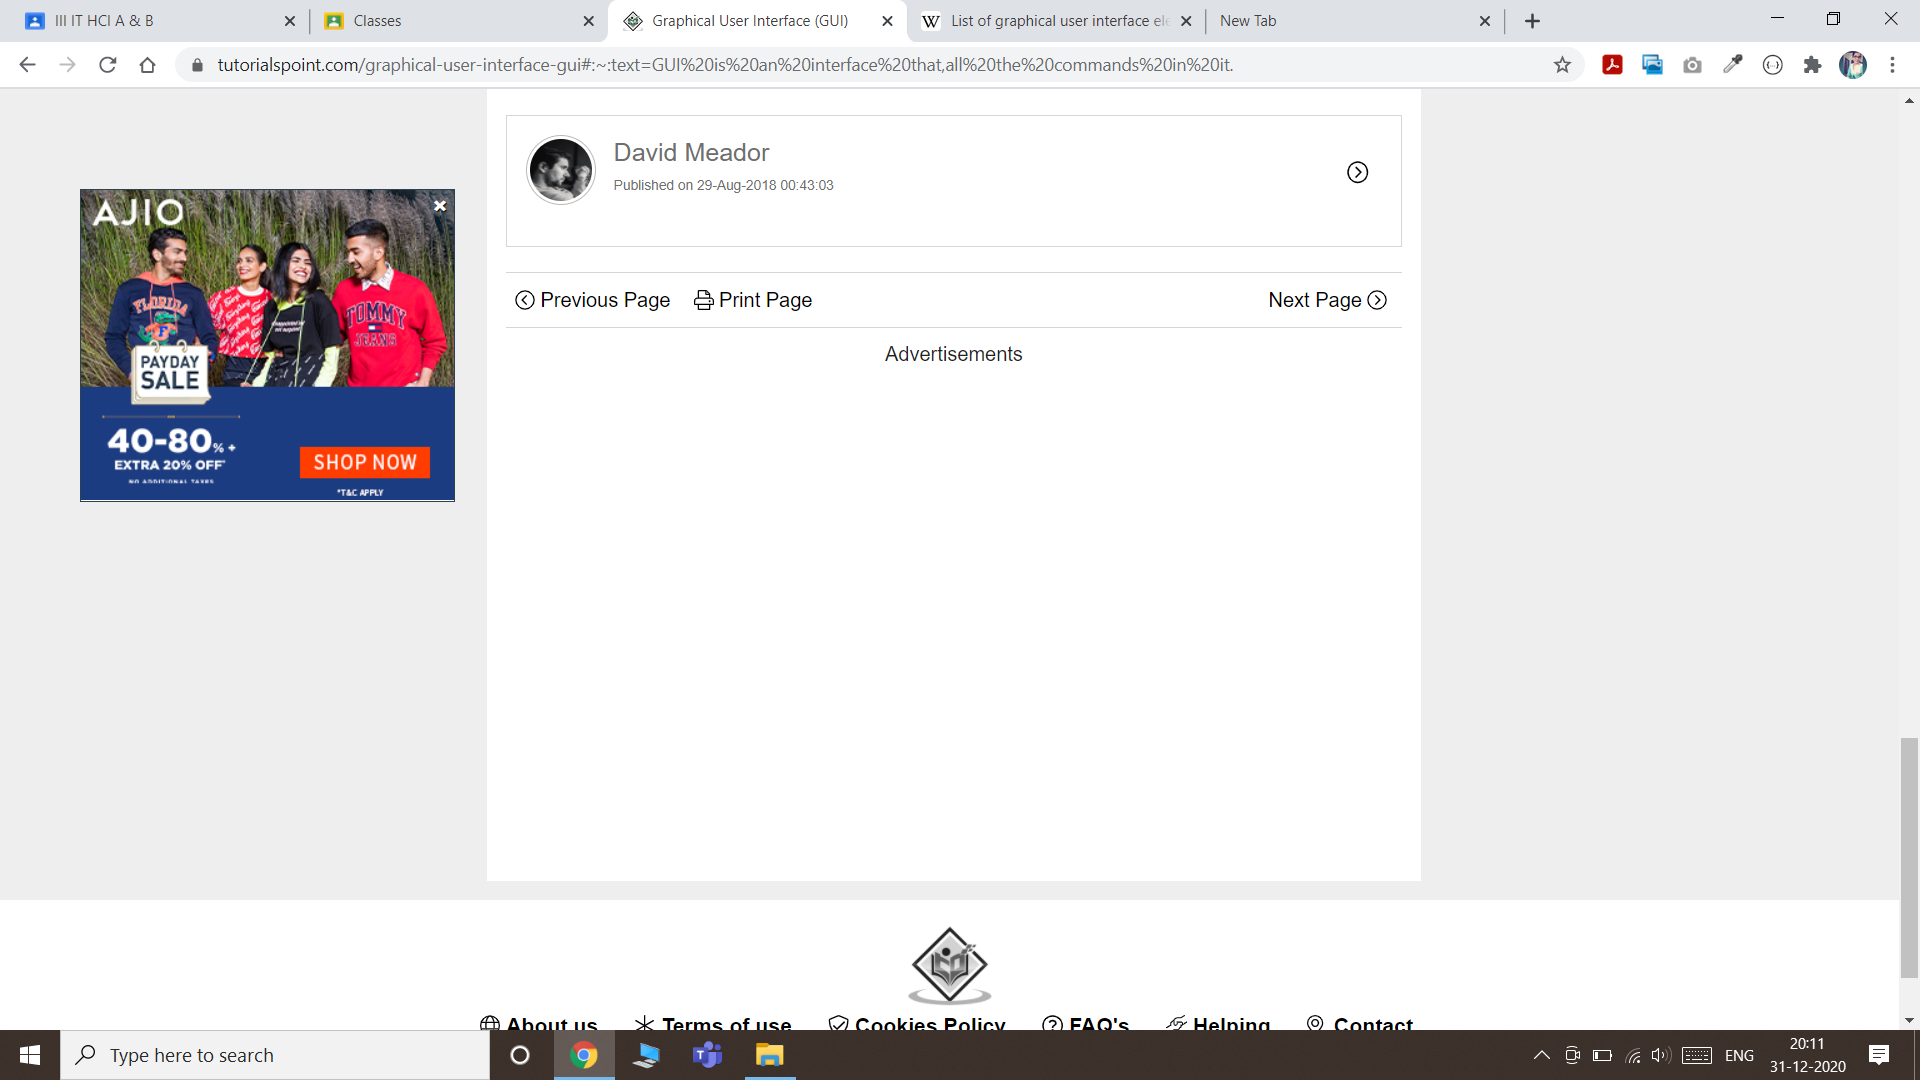 III IT HCI A & B
Classes
Graphical User Interface (GUI)
List of graphical user interface ele
New Tab
tutorialspoint.com/graphical-user-interface-gui#:~:text=GUI%20is%20an%20interface%20that,all%20the%20commands%20in%20it.
David Meador
Published on 29-Aug-2018 00:43:03
AJIO
FLORIDA
F
TOMMY
JEANS
PAYDAY
SALE
40-80% +
EXTRA 20% OFF*
NO ADDITIONAL TAXES
SHOP NOW
*T&C APPLY
Previous Page
Print Page
Next Page
Advertisements
About us
Terms of use
Cookies Policy
FAQ's
Helping
Contact
Type here to search
ENG
20:11
31-12-2020